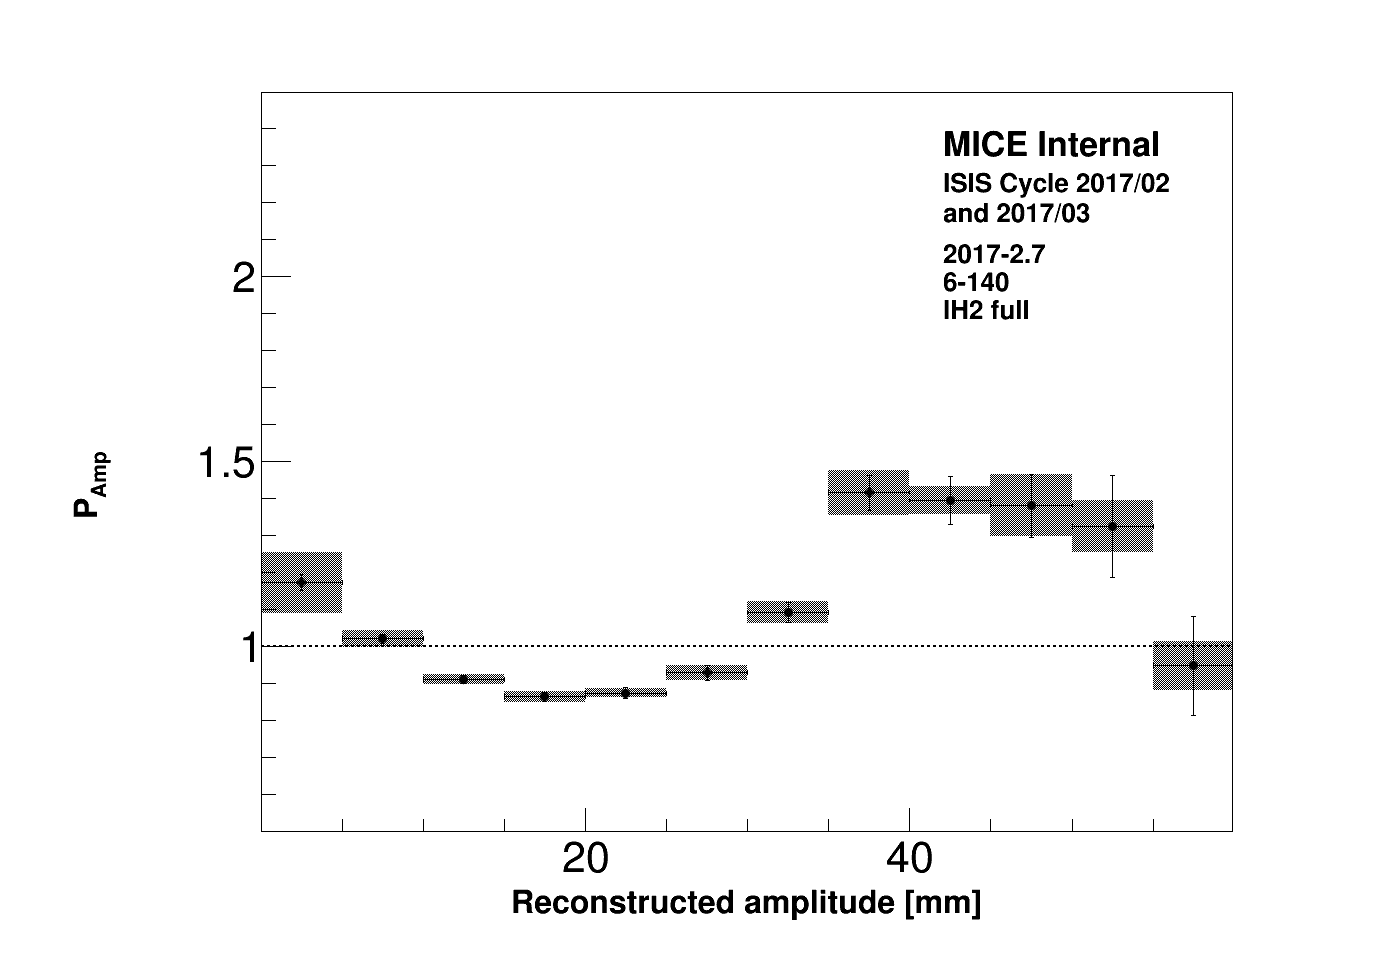 MICE Internal
ISIS Cycle 2017/02
and 2017/03
2017-2.7
6-140
lH2 full
2
1.5
1
P_Amp
20
40
Reconstructed amplitude [mm]